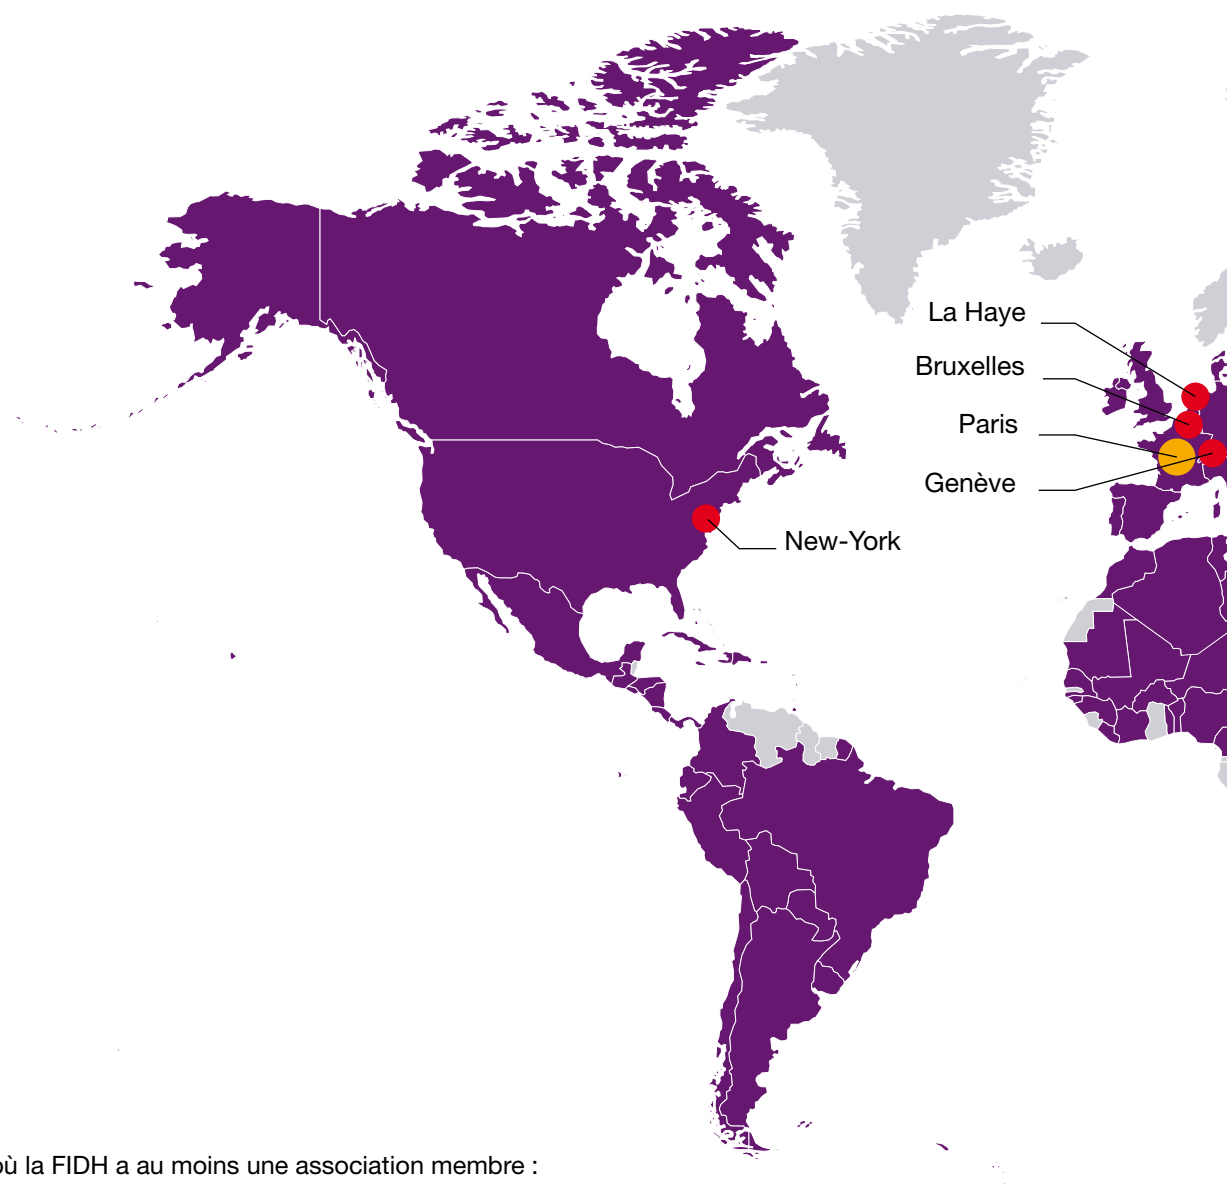 La Haye
Bruxelles
Paris
Genève
New-York
où la FIDH a au moins une association membre :